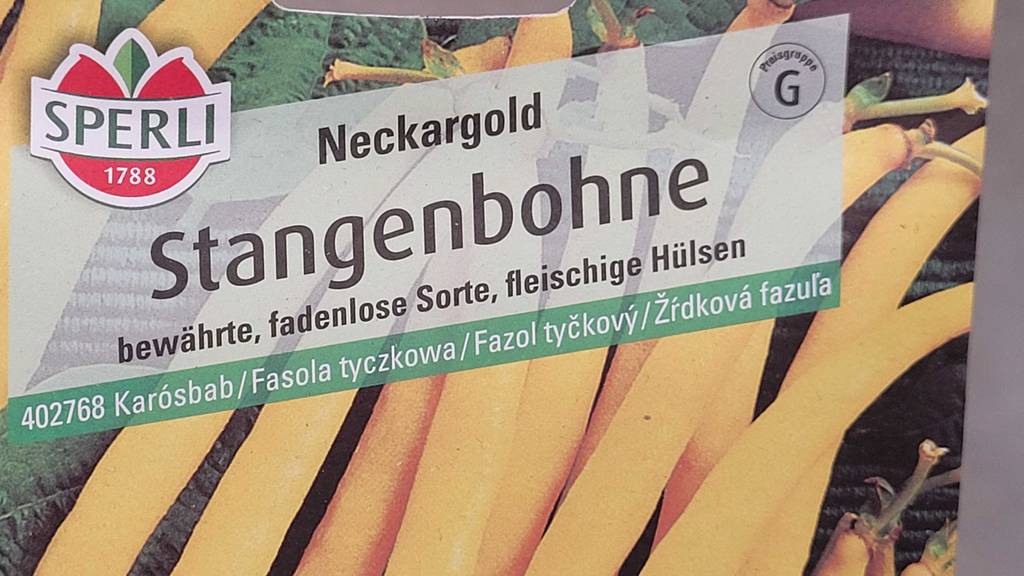 SPERLI
1788
Preisgruppe
G
Neckargold
Stangenbohne
bewährte, fadenlose Sorte, fleischige Hülsen
402768 Karósbab/Fasola tyczkowa/Fazol tyčkový/Žŕdková fazuľa